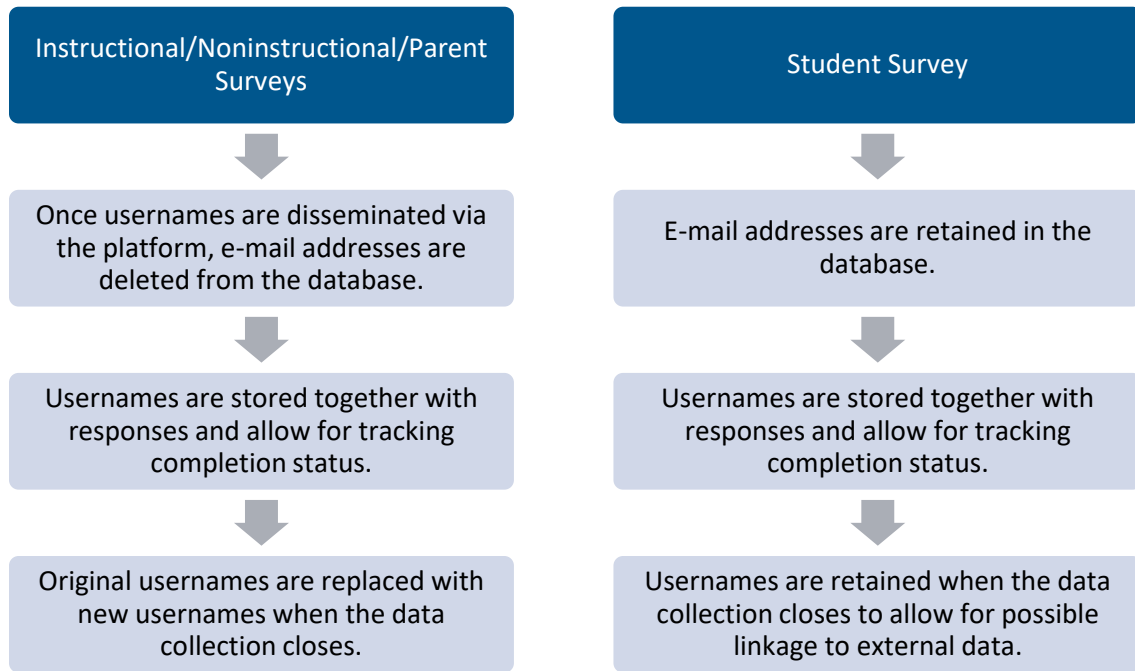 Instructional/Noninstructional/Parent
Surveys
Once usernames are disseminated via
the platform, e-mail addresses are
deleted from the database.
Usernames are stored together with
responses and allow for tracking
completion status.
Original usernames are replaced with
new usernames when the data
collection closes.
Student Survey
E-mail addresses are retained in the
database.
Usernames are stored together with
responses and allow for tracking
completion status.
Usernames are retained when the data
collection closes to allow for possible
linkage to external data.